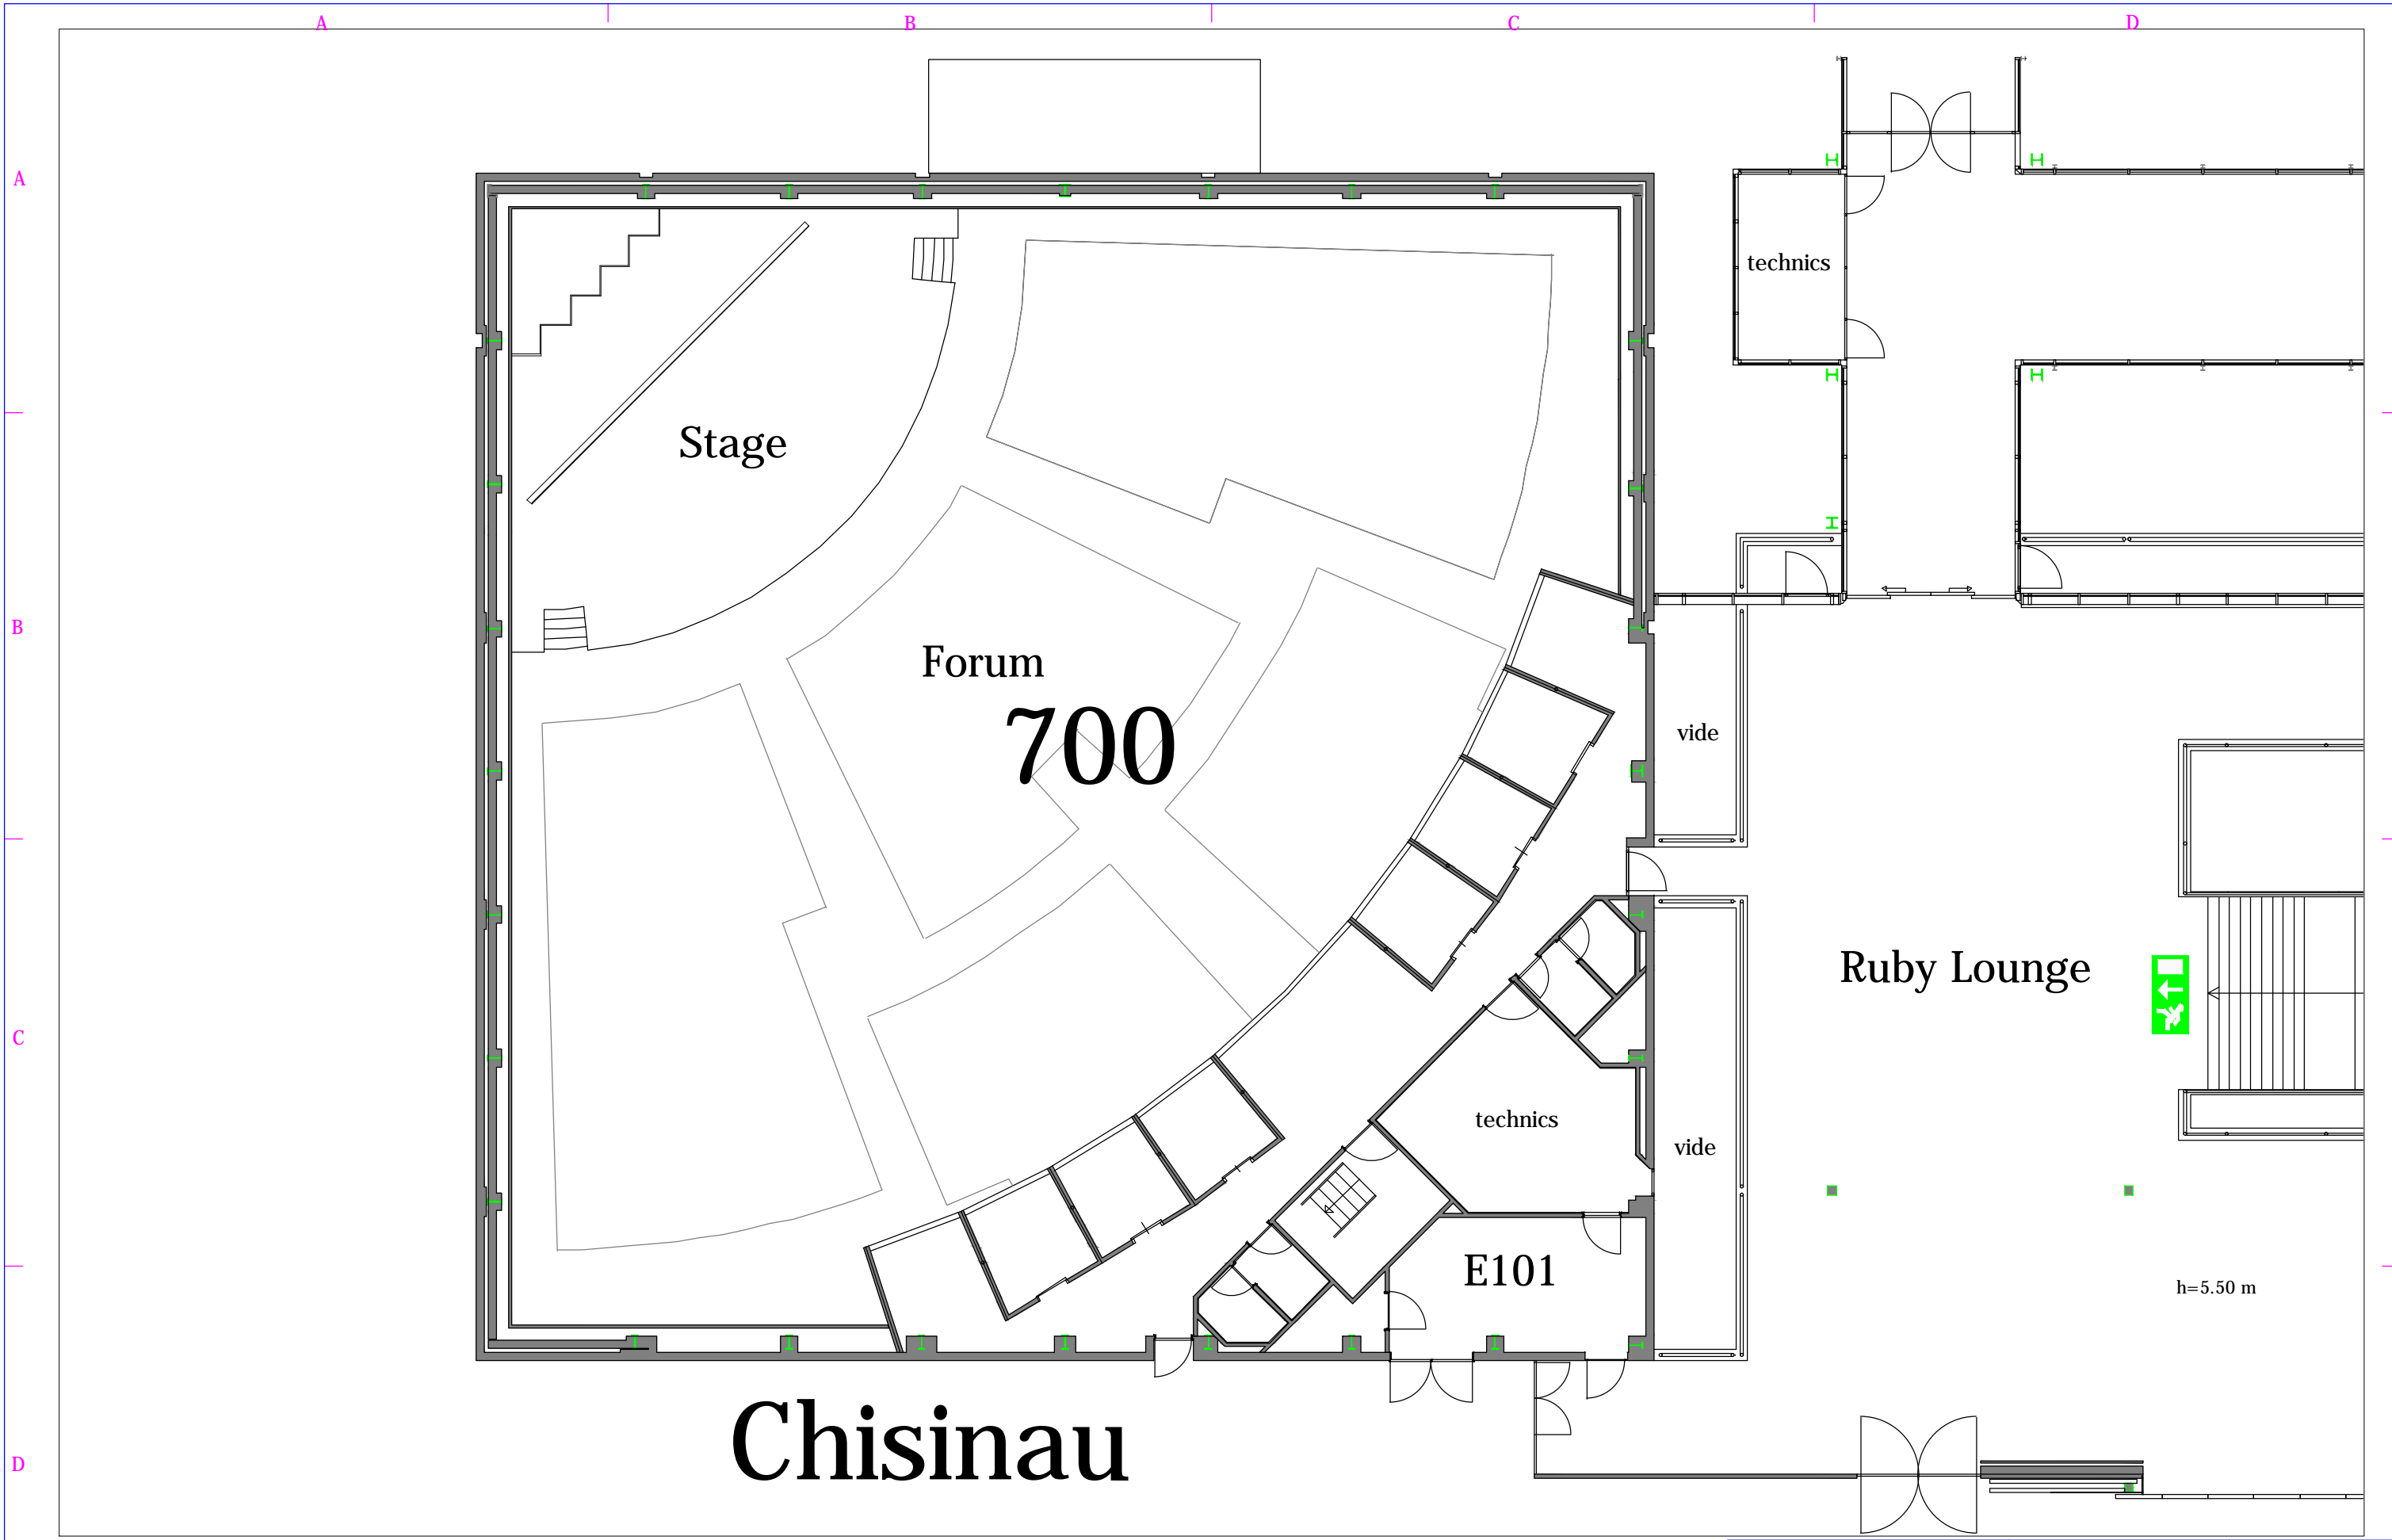 A
B
C
D
A
technics
Stage
B
Forum
700
vide
Ruby Lounge
C
technics
vide
E101
h=5.50 m
Chisinau
D